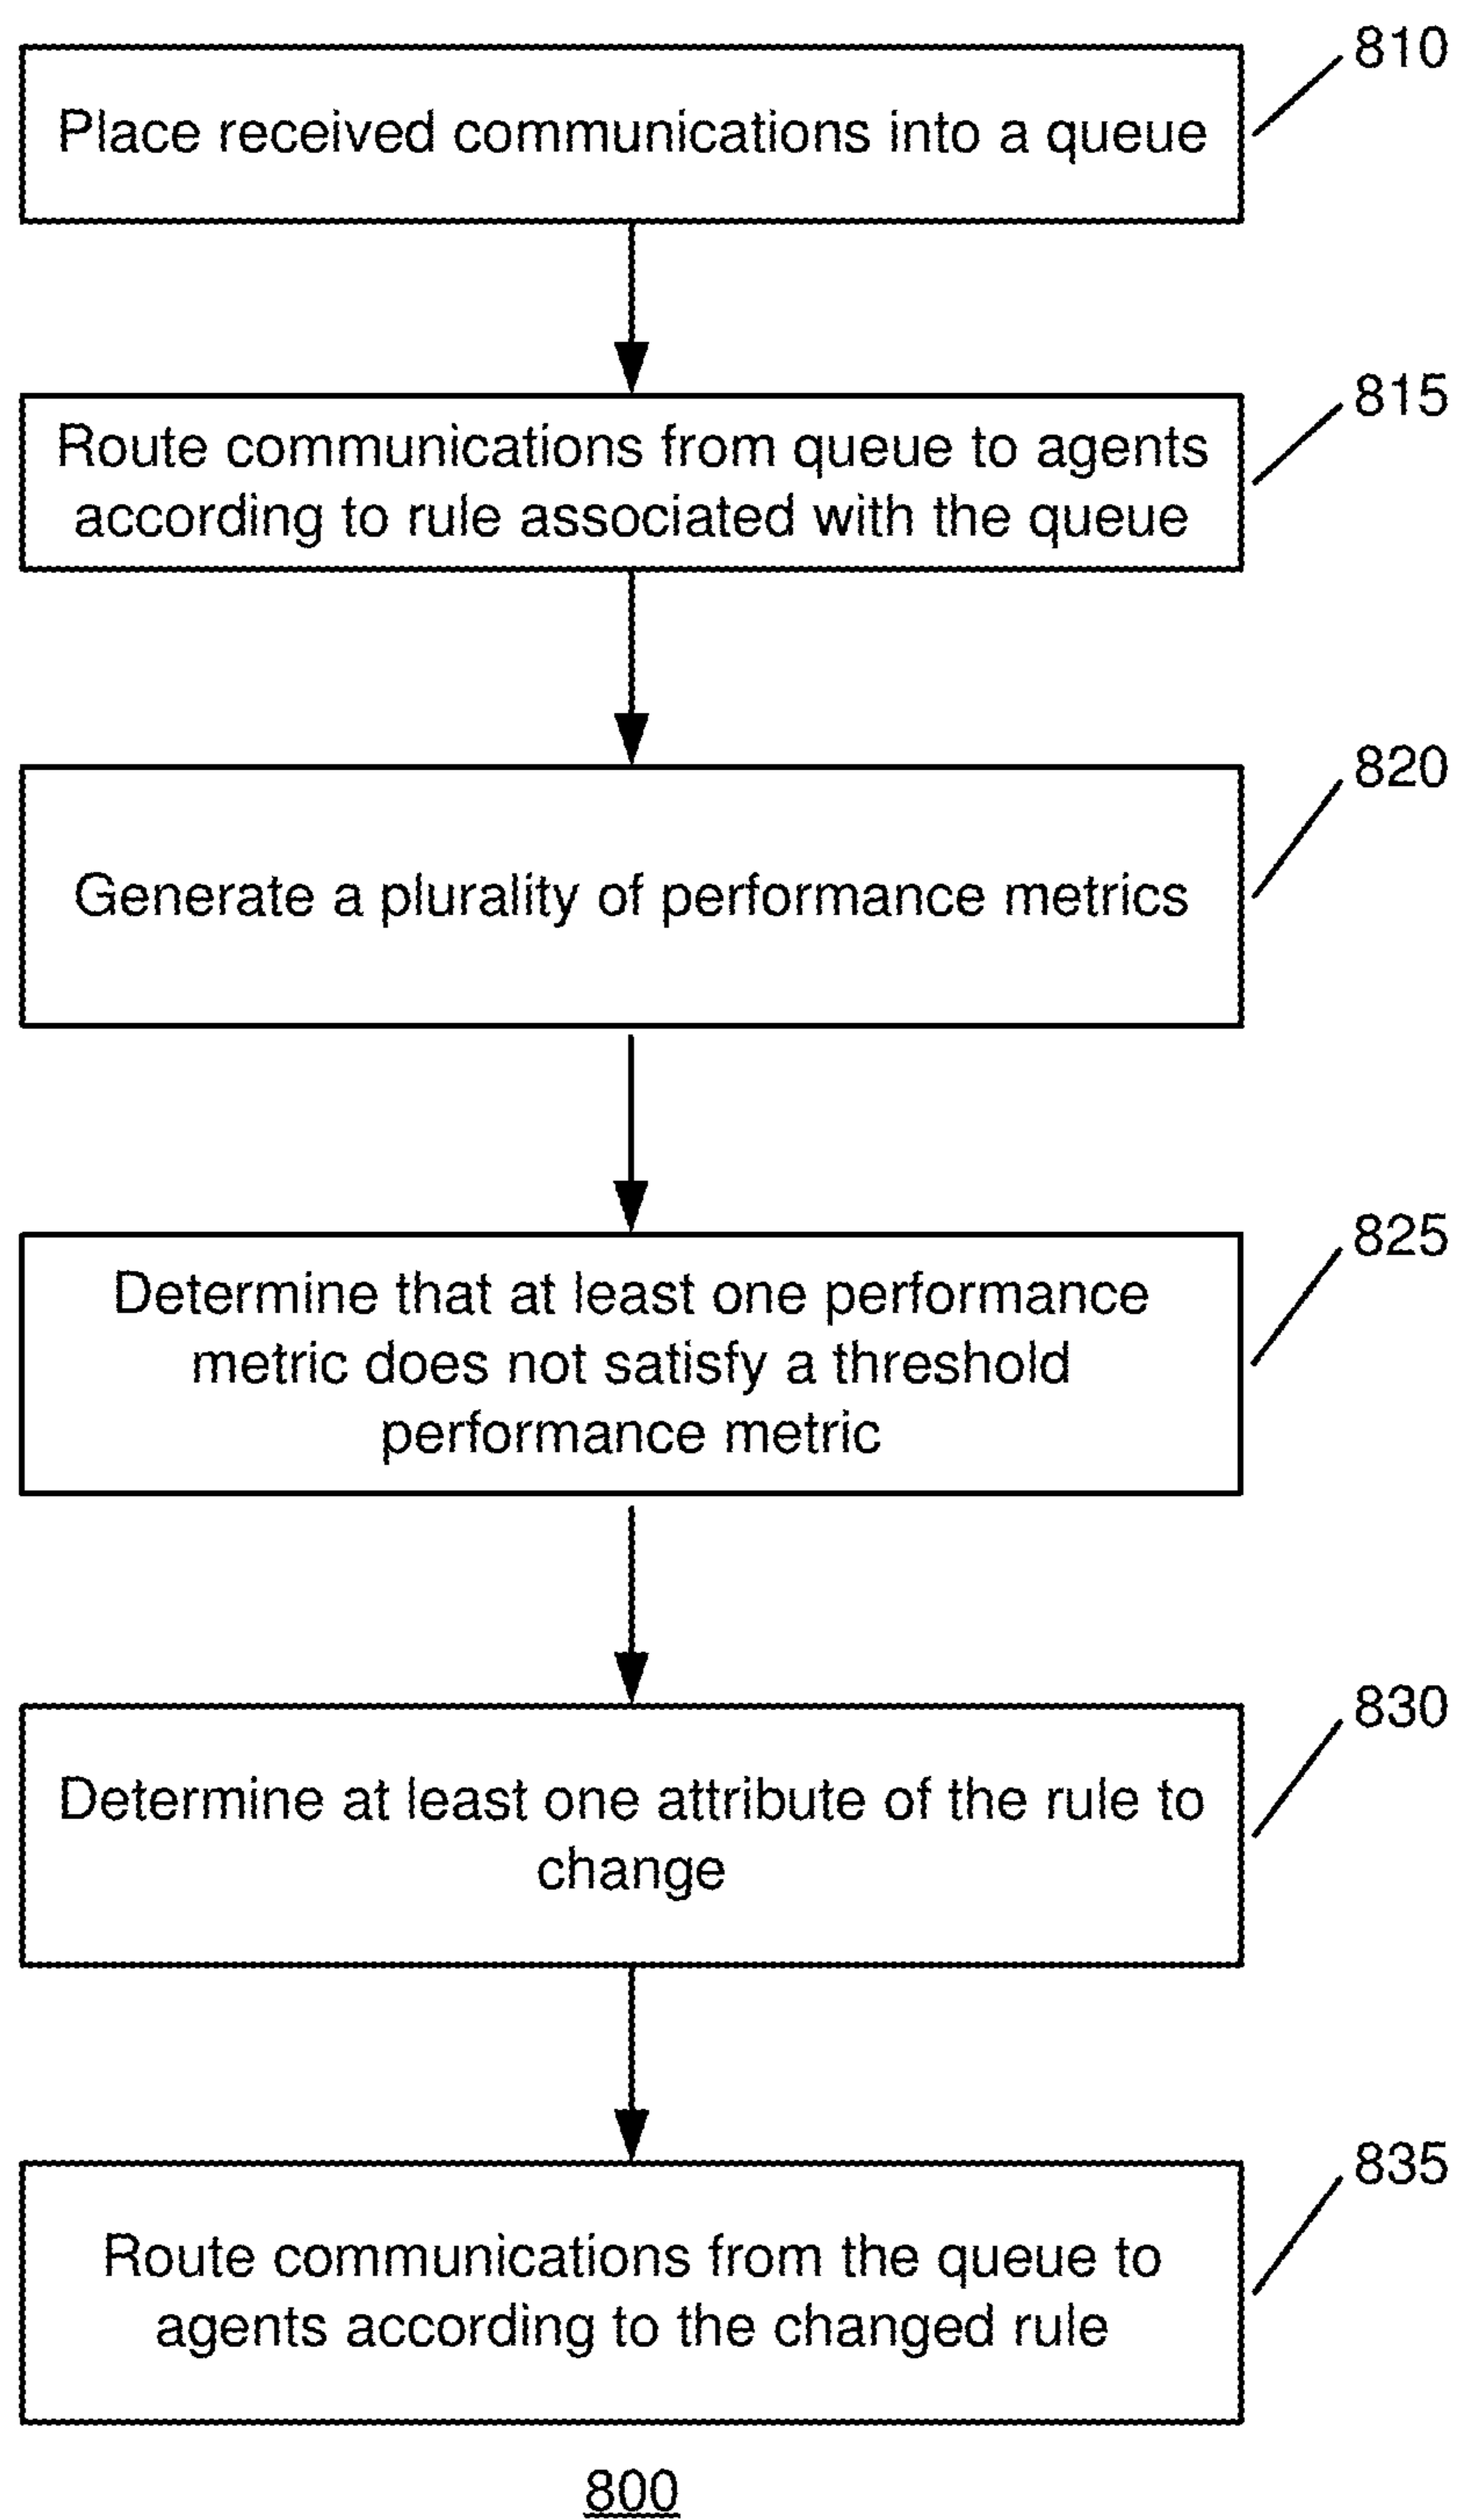 810
Place received communications into a queue
815
Route communications from queue to agents
according to rule associated with the queue
820
Generate a plurality of performance metrics
825
Determine that at least one performance
metric does not satisfy a threshold
performance metric
830
Determine at least one attribute of the rule to
change
835
Route communications from the queue to
agents according to the changed rule
800